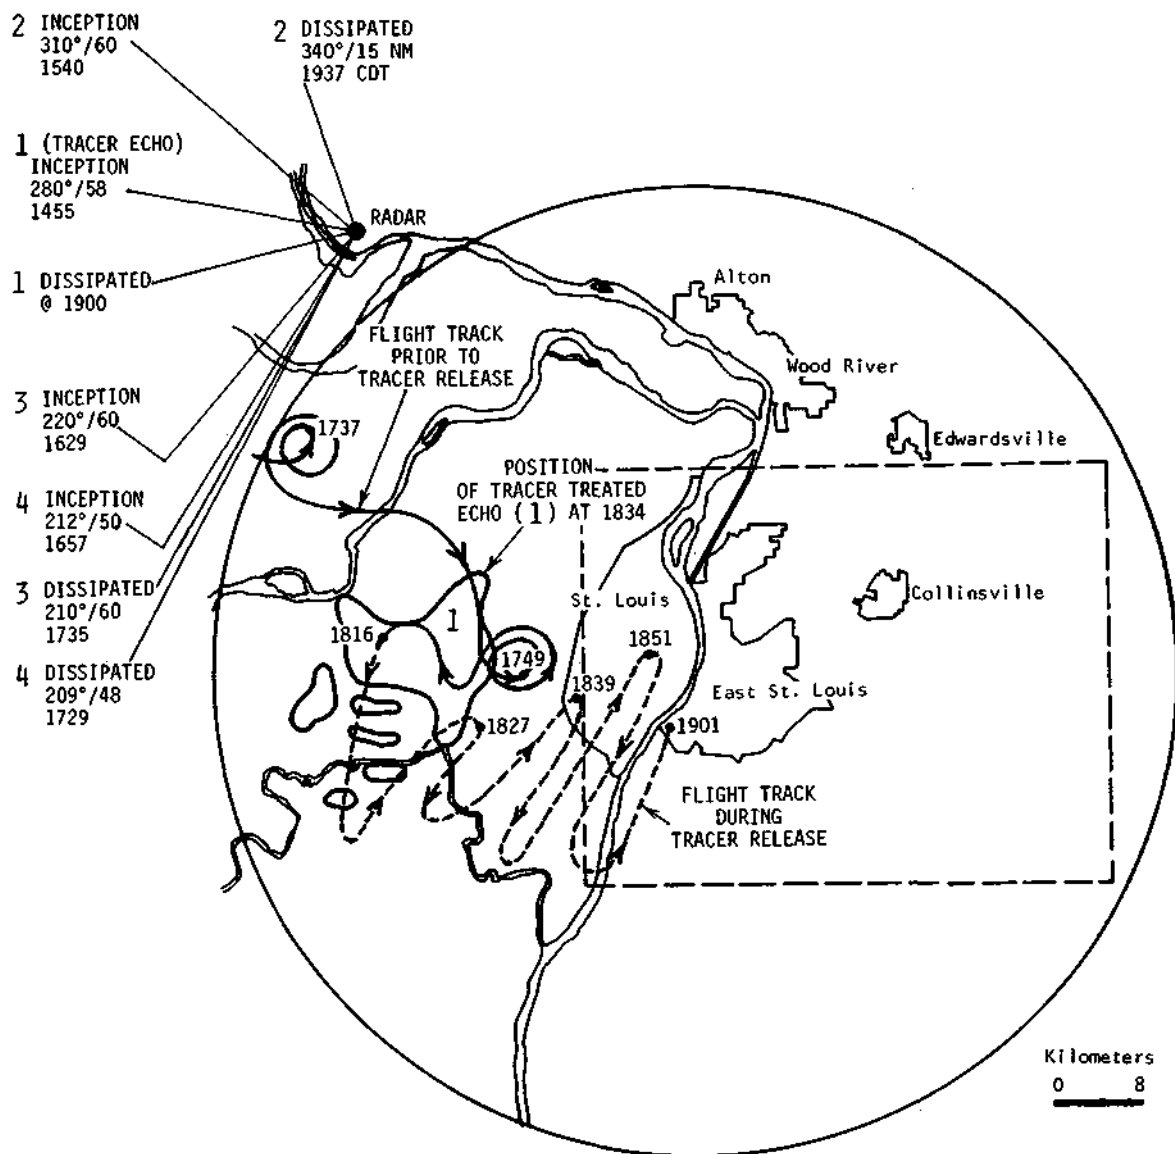 2 INCEPTION
310°/60
1540
2 DISSIPATED
340°/15 NM
1937 CDT
1 (TRACER ECHO)
INCEPTION
280°/58
1455
RADAR
1 DISSIPATED
@ 1900
Alton
FLIGHT TRACK
PRIOR TO
TRACER RELEASE
Wood River
3 INCEPTION
220°/60
1629
1737
Edwardsville
POSITION
OF TRACER TREATED
ECHO (1) AT 1834
4 INCEPTION
212°/50
1657
3 DISSIPATED
210°/60
1735
St. Louis
Collinsville
1816
1
1749
1851
4 DISSIPATED
209°/48
1729
1839
East St. Louis
1827
1901
FLIGHT TRACK
DURING
TRACER RELEASE
Kilometers
0 8